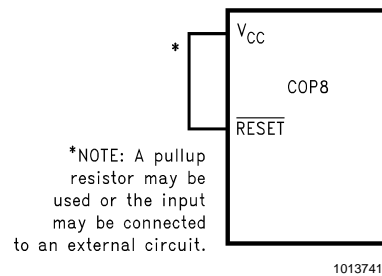 *
V_CC
COP8
RESET
*NOTE: A pullup
resistor may be
used or the input
may be connected
to an external circuit.
1013741